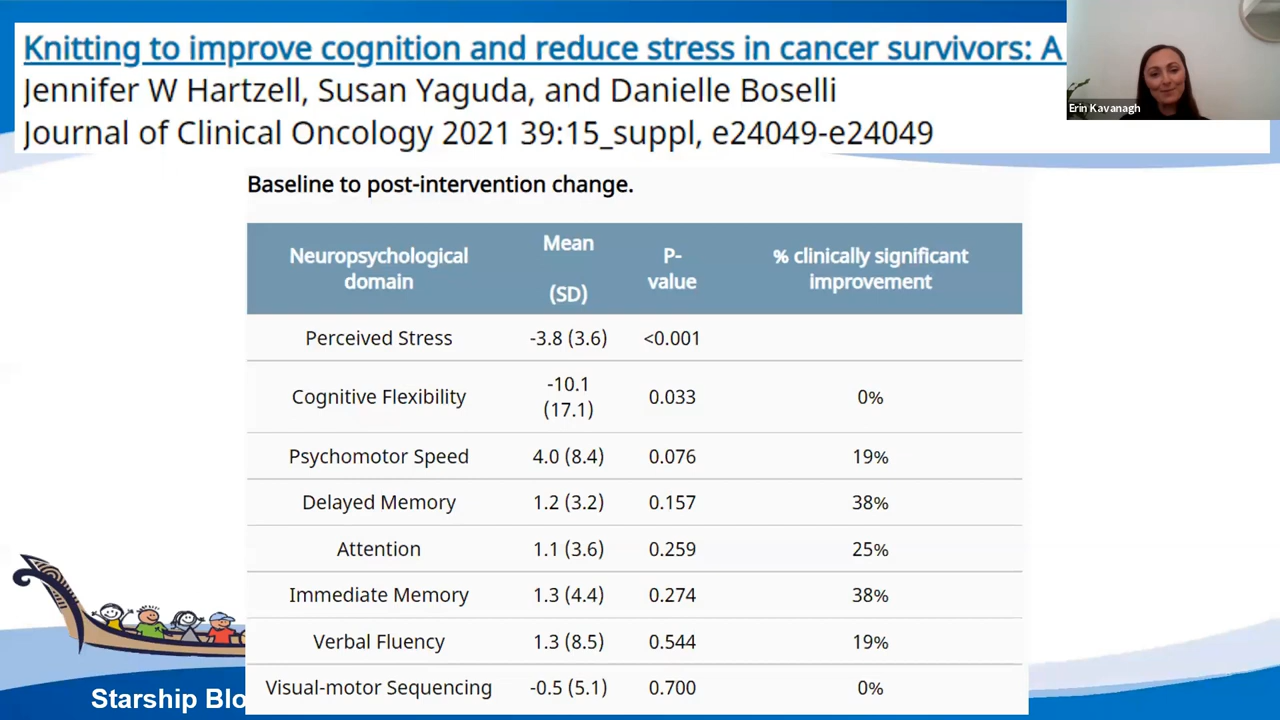 Knitting to improve cognition and reduce stress in cancer survivors: A
Jennifer W Hartzell, Susan Yaguda, and Danielle Boselli
Journal of Clinical Oncology 2021 39:15_suppl, e24049-e24049
Erin Kavanagh
Baseline to post-intervention change.
Neuropsychological domain Mean (SD) P-value % clinically significant improvement
Perceived Stress -3.8 (3.6) <0.001
Cognitive Flexibility -10.1 (17.1) 0.033 0%
Psychomotor Speed 4.0 (8.4) 0.076 19%
Delayed Memory 1.2 (3.2) 0.157 38%
Attention 1.1 (3.6) 0.259 25%
Immediate Memory 1.3 (4.4) 0.274 38%
Verbal Fluency 1.3 (8.5) 0.544 19%
Visual-motor Sequencing -0.5 (5.1) 0.700 0%
Starship Blo